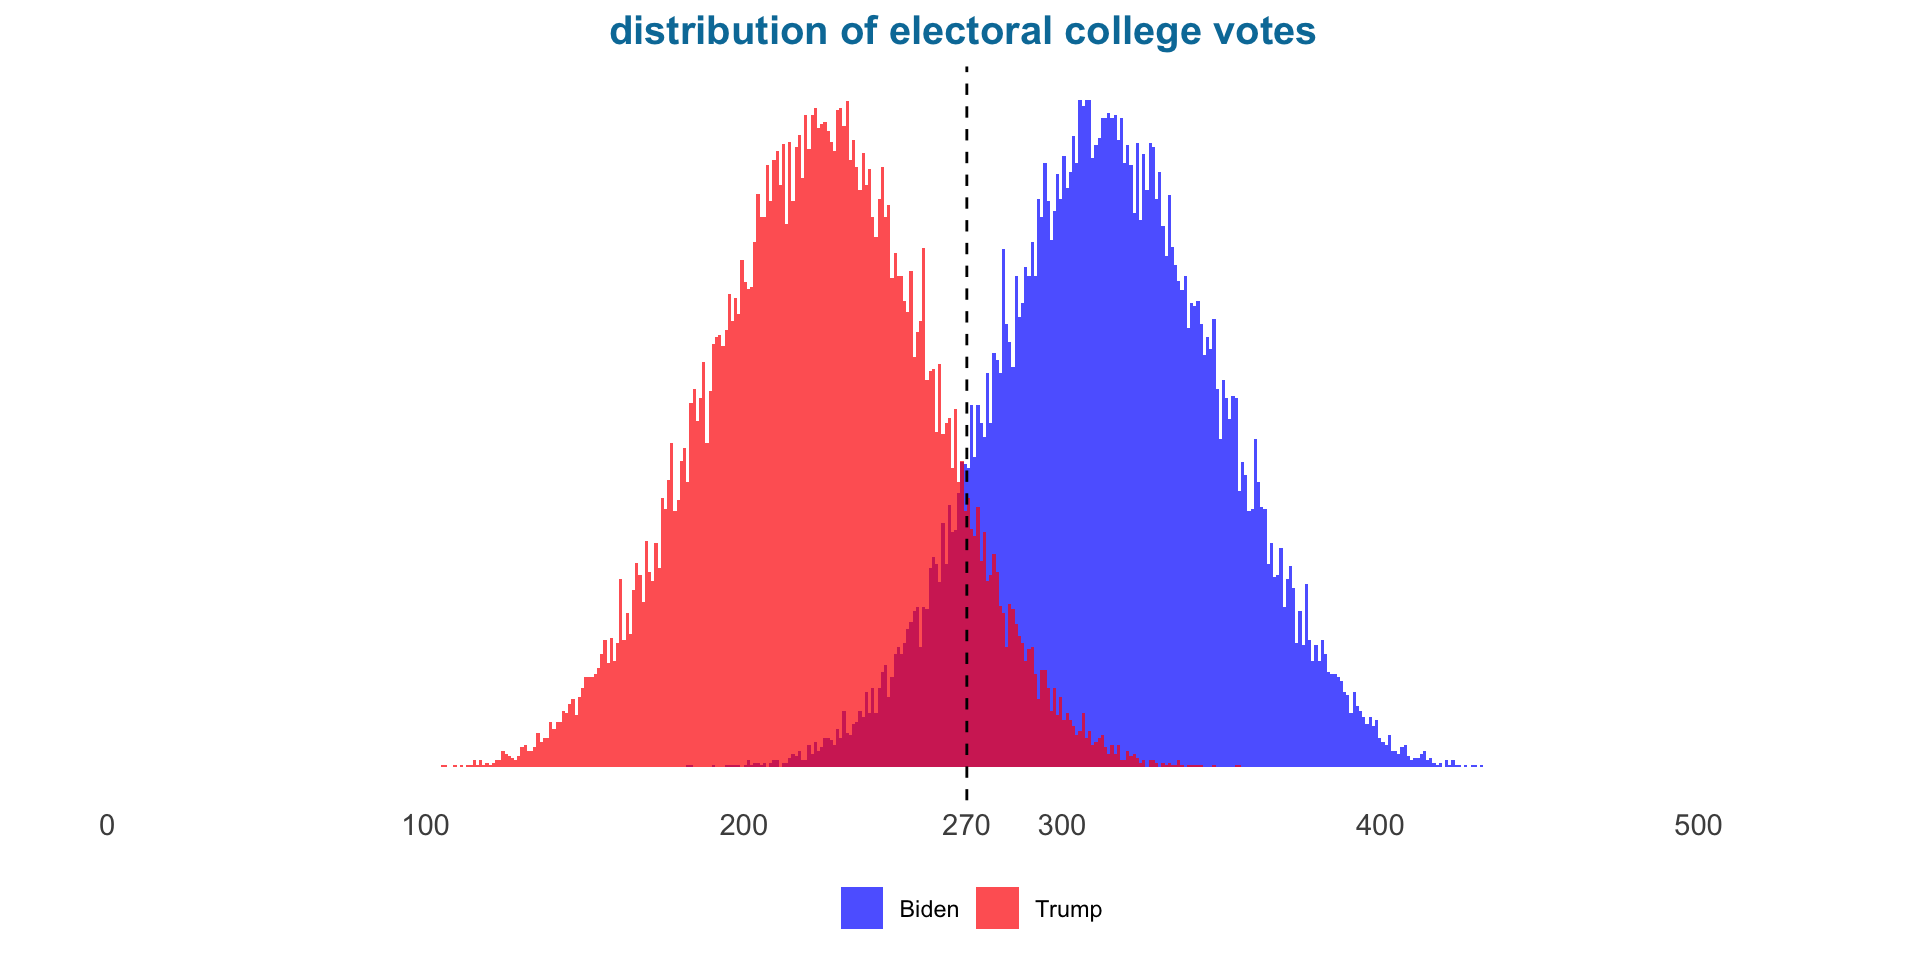 distribution of electoral college votes
0 100 200 270 300 400 500
Biden Trump